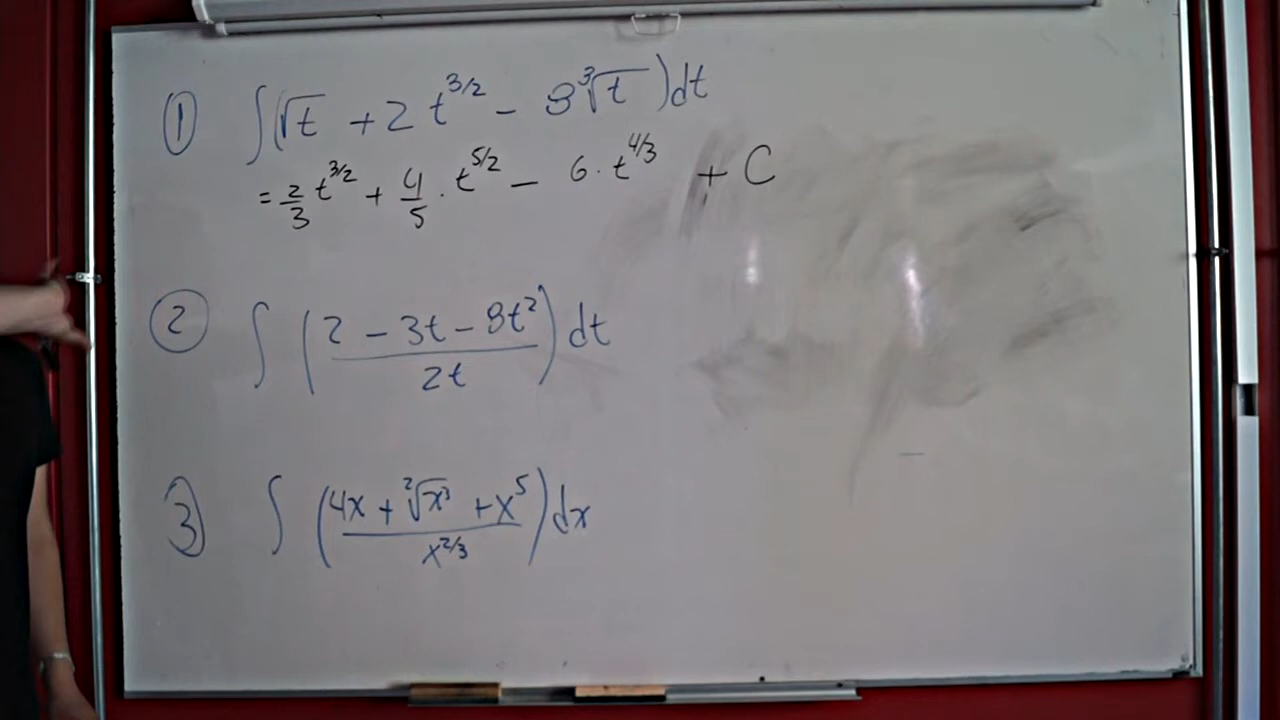 ① ∫(√t + 2 t^{3/2} - 8∛t) dt
= 2/3 t^{3/2} + 4/5 · t^{5/2} - 6 · t^{4/3} + C
② ∫ ((2 - 3t - 8t²)/(2t)) dt
③ ∫ ((4x + ²√x³ + x⁵)/(x^{2/3})) dx